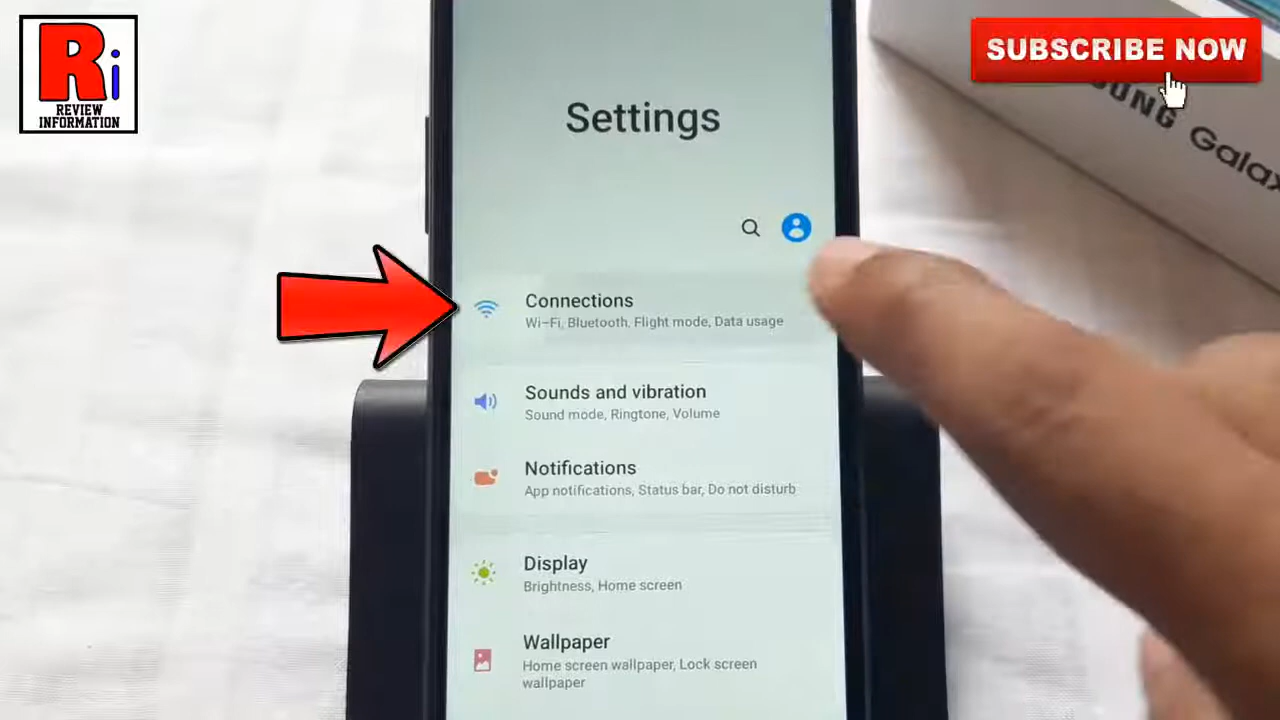 Ri
REVIEW
INFORMATION
SUBSCRIBE NOW
SUNG Galax
Settings
Connections
Wi-Fi, Bluetooth, Flight mode, Data usage
Sounds and vibration
Sound mode, Ringtone, Volume
Notifications
App notifications, Status bar, Do not disturb
Display
Brightness, Home screen
Wallpaper
Home screen wallpaper, Lock screen
wallpaper